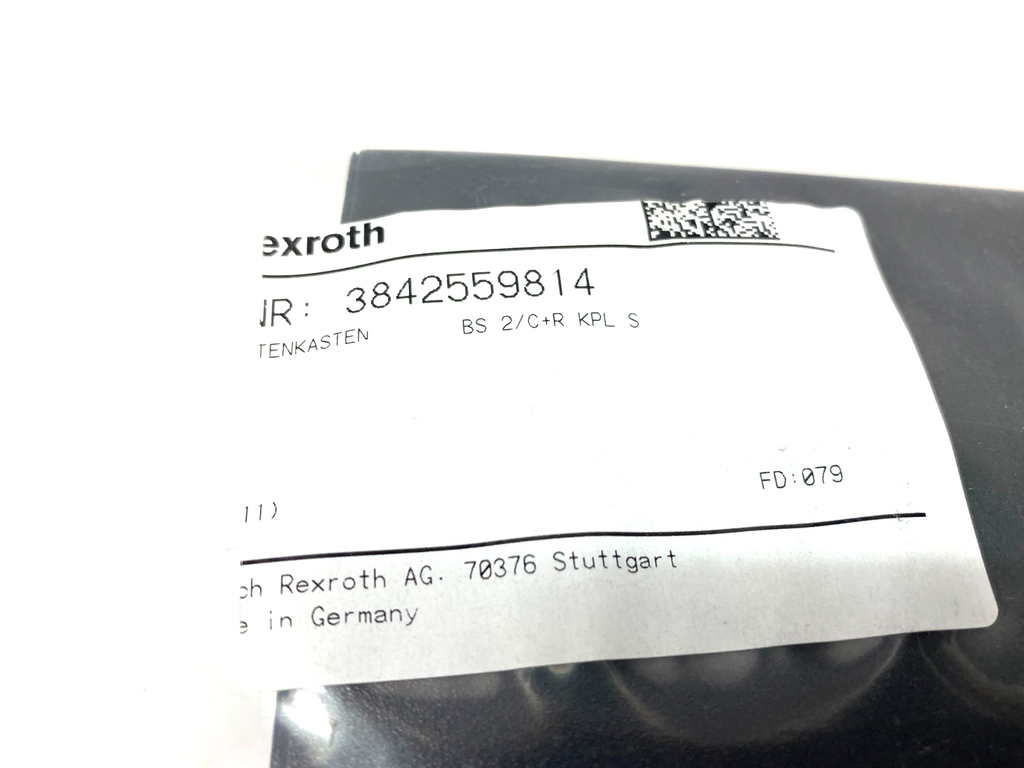 exroth
NR: 3842559814
TENKASTEN BS 2/C+R KPL S
FD:079
11)
ch Rexroth AG. 70376 Stuttgart
e in Germany